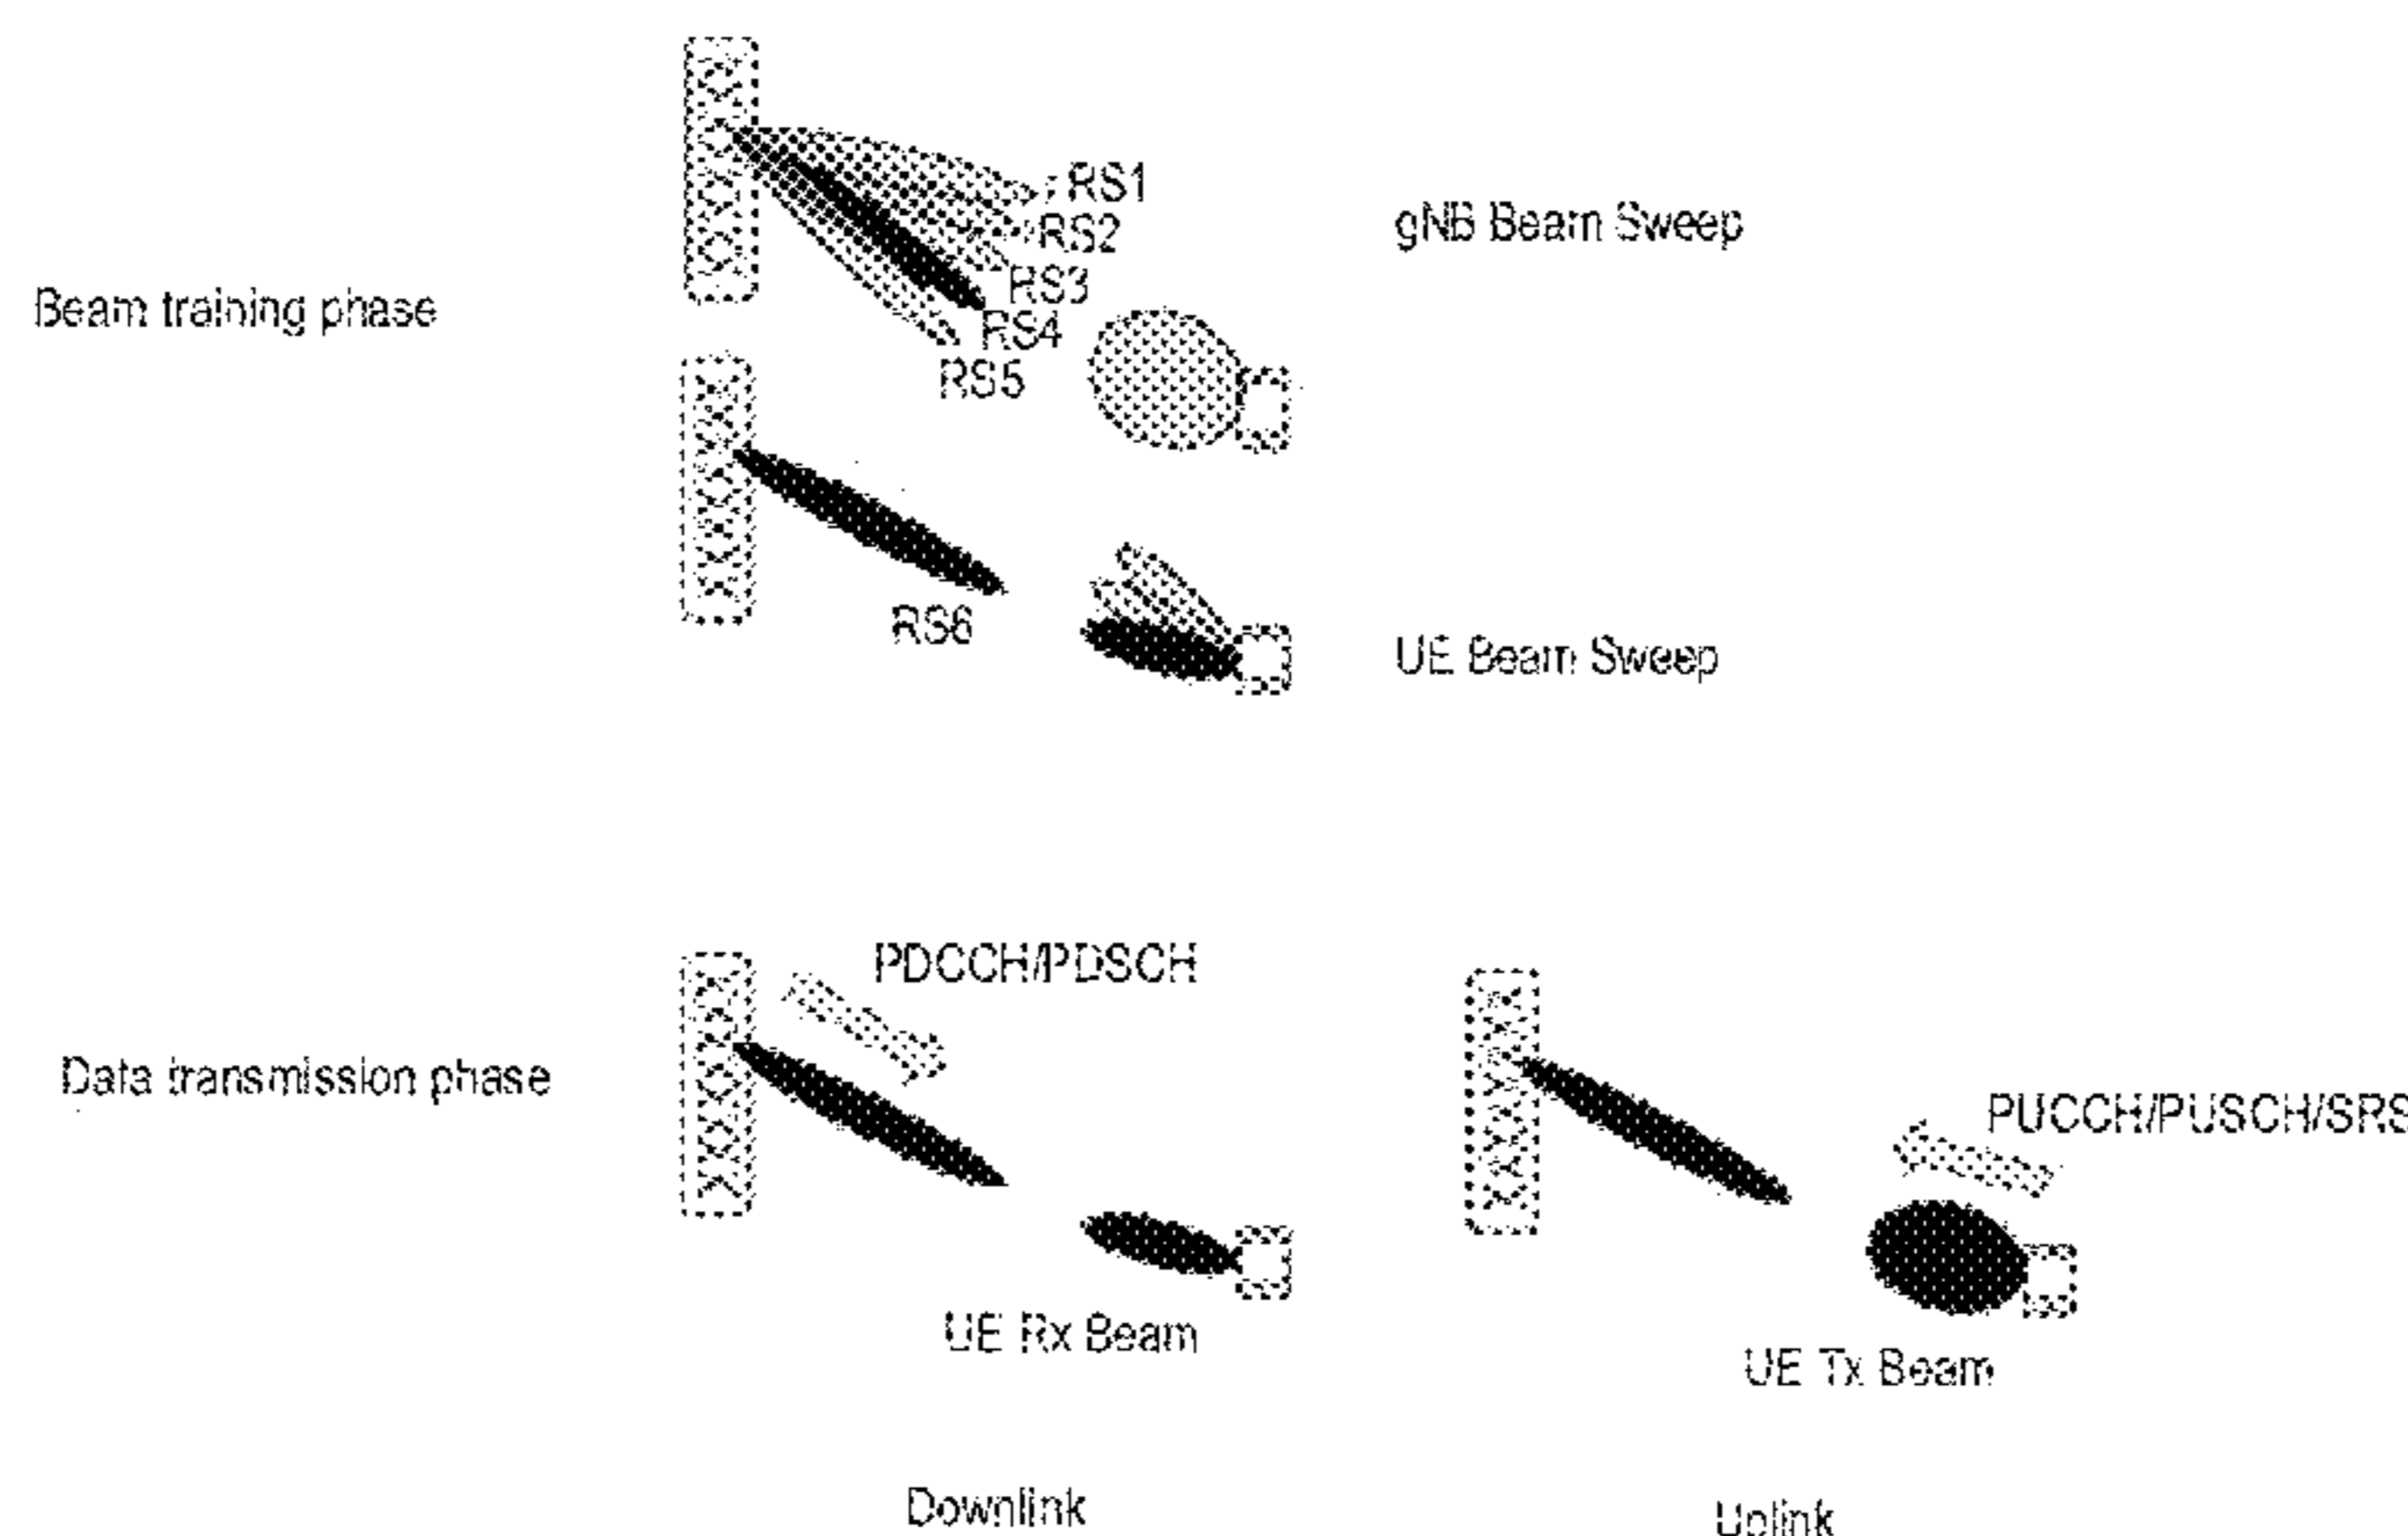 RS1
RS2
gNB Beam Sweep
RS3
Beam training phase
RS4
RS5
RS6
UE Beam Sweep
PDCCH/PDSCH
Data transmission phase
PUCCH/PUSCH/SRS
UE Rx Beam
UE Tx Beam
Downlink
Uplink